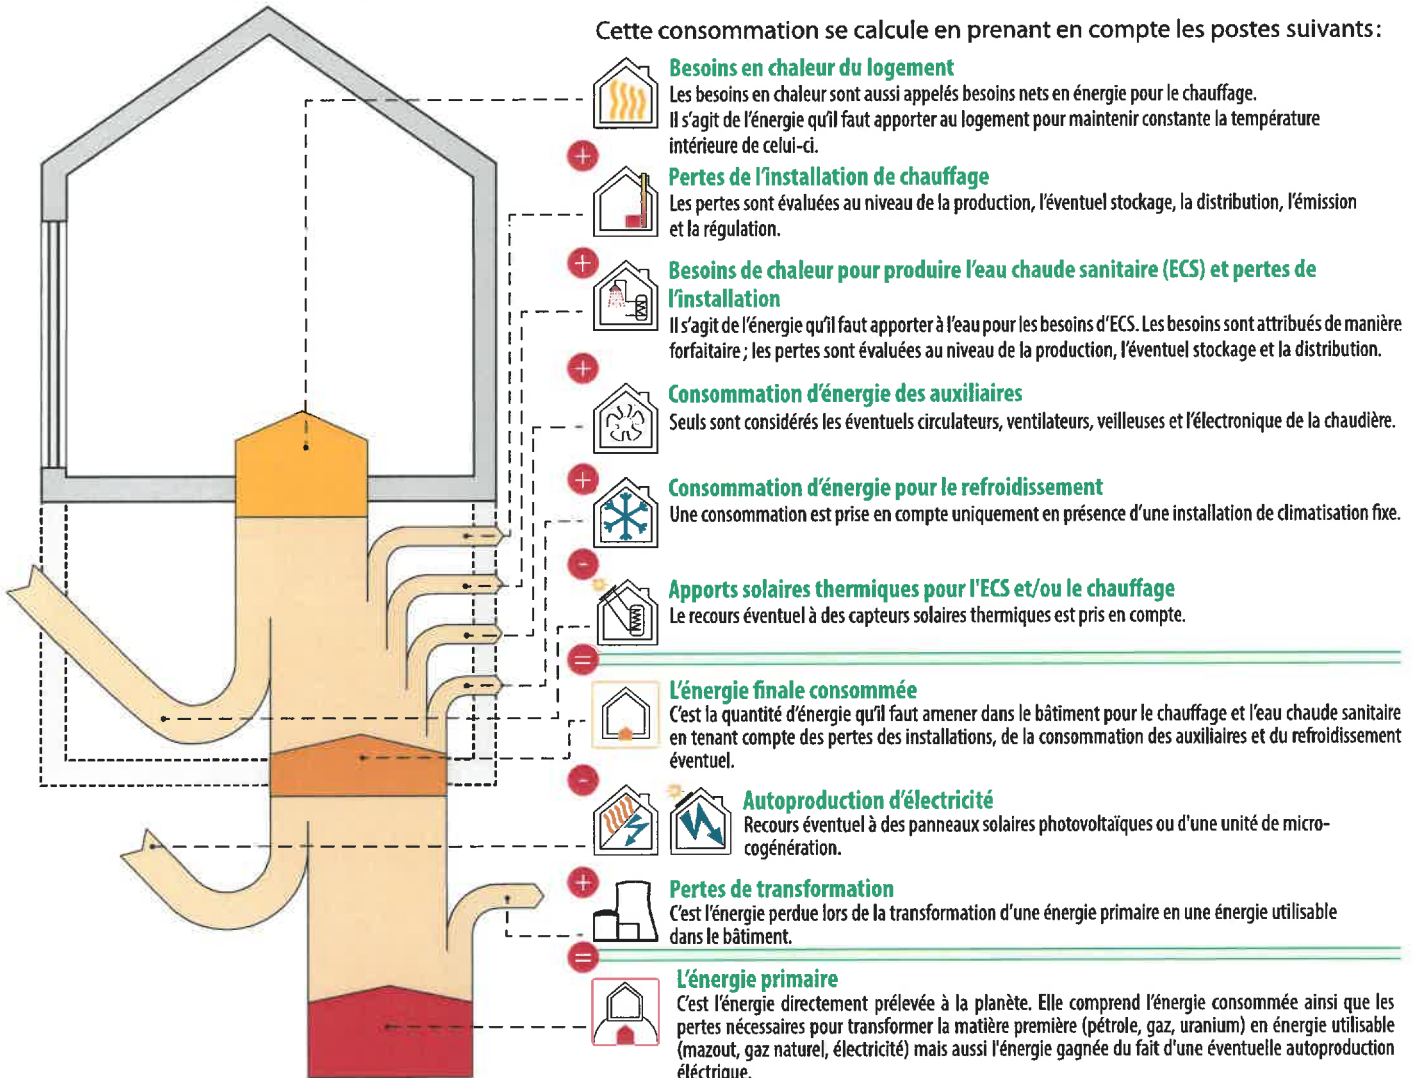 Cette consommation se calcule en prenant en compte les postes suivants:
Besoins en chaleur du logement
Les besoins en chaleur sont aussi appelés besoins nets en énergie pour le chauffage.
Il s'agit de l'énergie qu'il faut apporter au logement pour maintenir constante la température
intérieure de celui-ci.
+
Pertes de l'installation de chauffage
Les pertes sont évaluées au niveau de la production, l'éventuel stockage, la distribution, l'émission
et la régulation.
+
Besoins de chaleur pour produire l'eau chaude sanitaire (ECS) et pertes de
l'installation
Il s'agit de l'énergie qu'il faut apporter à l'eau pour les besoins d'ECS. Les besoins sont attribués de manière
forfaitaire ; les pertes sont évaluées au niveau de la production, l'éventuel stockage et la distribution.
+
Consommation d'énergie des auxiliaires
Seuls sont considérés les éventuels circulateurs, ventilateurs, veilleuses et l'électronique de la chaudière.
+
Consommation d'énergie pour le refroidissement
Une consommation est prise en compte uniquement en présence d'une installation de climatisation fixe.
-
Apports solaires thermiques pour l'ECS et/ou le chauffage
Le recours éventuel à des capteurs solaires thermiques est pris en compte.
=
L'énergie finale consommée
C'est la quantité d'énergie qu'il faut amener dans le bâtiment pour le chauffage et l'eau chaude sanitaire
en tenant compte des pertes des installations, de la consommation des auxiliaires et du refroidissement
éventuel.
-
Autoproduction d'électricité
Recours éventuel à des panneaux solaires photovoltaïques ou d'une unité de micro-
cogénération.
+
Pertes de transformation
C'est l'énergie perdue lors de la transformation d'une énergie primaire en une énergie utilisable
dans le bâtiment.
=
L'énergie primaire
C'est l'énergie directement prélevée à la planète. Elle comprend l'énergie consommée ainsi que les
pertes nécessaires pour transformer la matière première (pétrole, gaz, uranium) en énergie utilisable
(mazout, gaz naturel, électricité) mais aussi l'énergie gagnée du fait d'une éventuelle autoproduction
éléctrique.